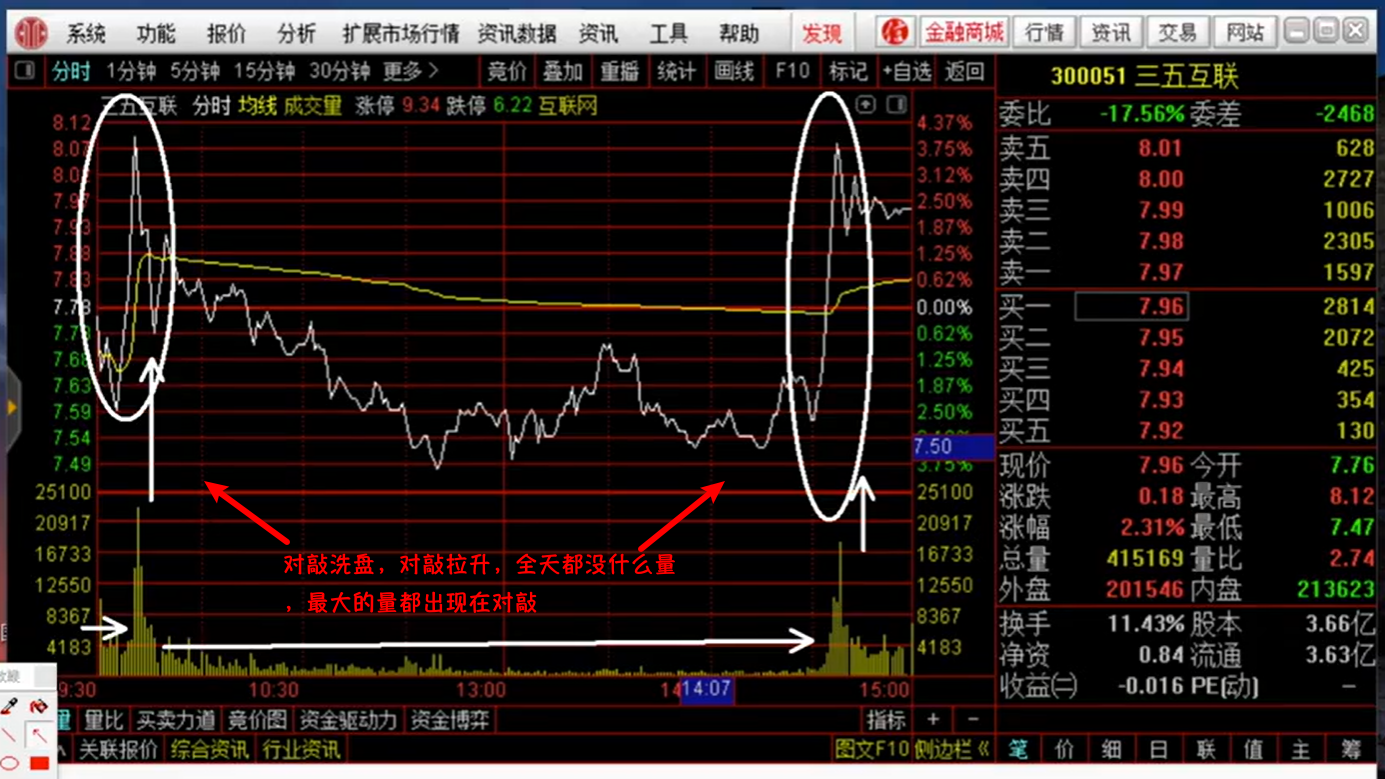 系统 功能 报价 分析 扩展市场行情 资讯数据 资讯 工具 帮助 发现 信 金融商城 行情 资讯 交易 网站
分时 1分钟 5分钟 15分钟 30分钟 更多 竞价 叠加 重播 统计 画线 F10 标记 +自选 返回
300051 三五互联
三五互联 分时 均线 成交量 涨停 9.34 跌停 6.22 互联网
委比 -17.56% 委差 -2468
卖五 8.01 628
卖四 8.00 2727
卖三 7.99 1006
卖二 7.98 2305
卖一 7.97 1597
买一 7.96 2814
买二 7.95 2072
买三 7.94 425
买四 7.93 354
买五 7.92 130
现价 7.96 今开 7.76
涨跌 0.18 最高 8.12
涨幅 2.31% 最低 7.47
总量 415169 量比 2.74
外盘 201546 内盘 213623
换手 11.43% 股本 3.66亿
净资 0.84 流通 3.63亿
收益㈡ -0.016 PE(动) —
8.12 4.37%
8.07 3.75%
3.12%
7.97 2.50%
7.93 1.87%
7.88 1.25%
7.83 0.62%
7.78 0.00%
7.73 0.62%
7.68 1.25%
7.63 1.87%
7.59 2.50%
7.54
7.50
7.49 3.75%
25100 25100
20917 20917
16733 16733
12550 12550
8367 8367
4183 4183
对敲洗盘，对敲拉升，全天都没什么量
，最大的量都出现在对敲
9:30 10:30 13:00 14:07 15:00
量 量比 买卖力道 竞价图 资金驱动力 资金博弈 指标 + −
关联报价 综合资讯 行业资讯 图文F10 侧边栏《
笔 价 细 日 联 值 主 筹